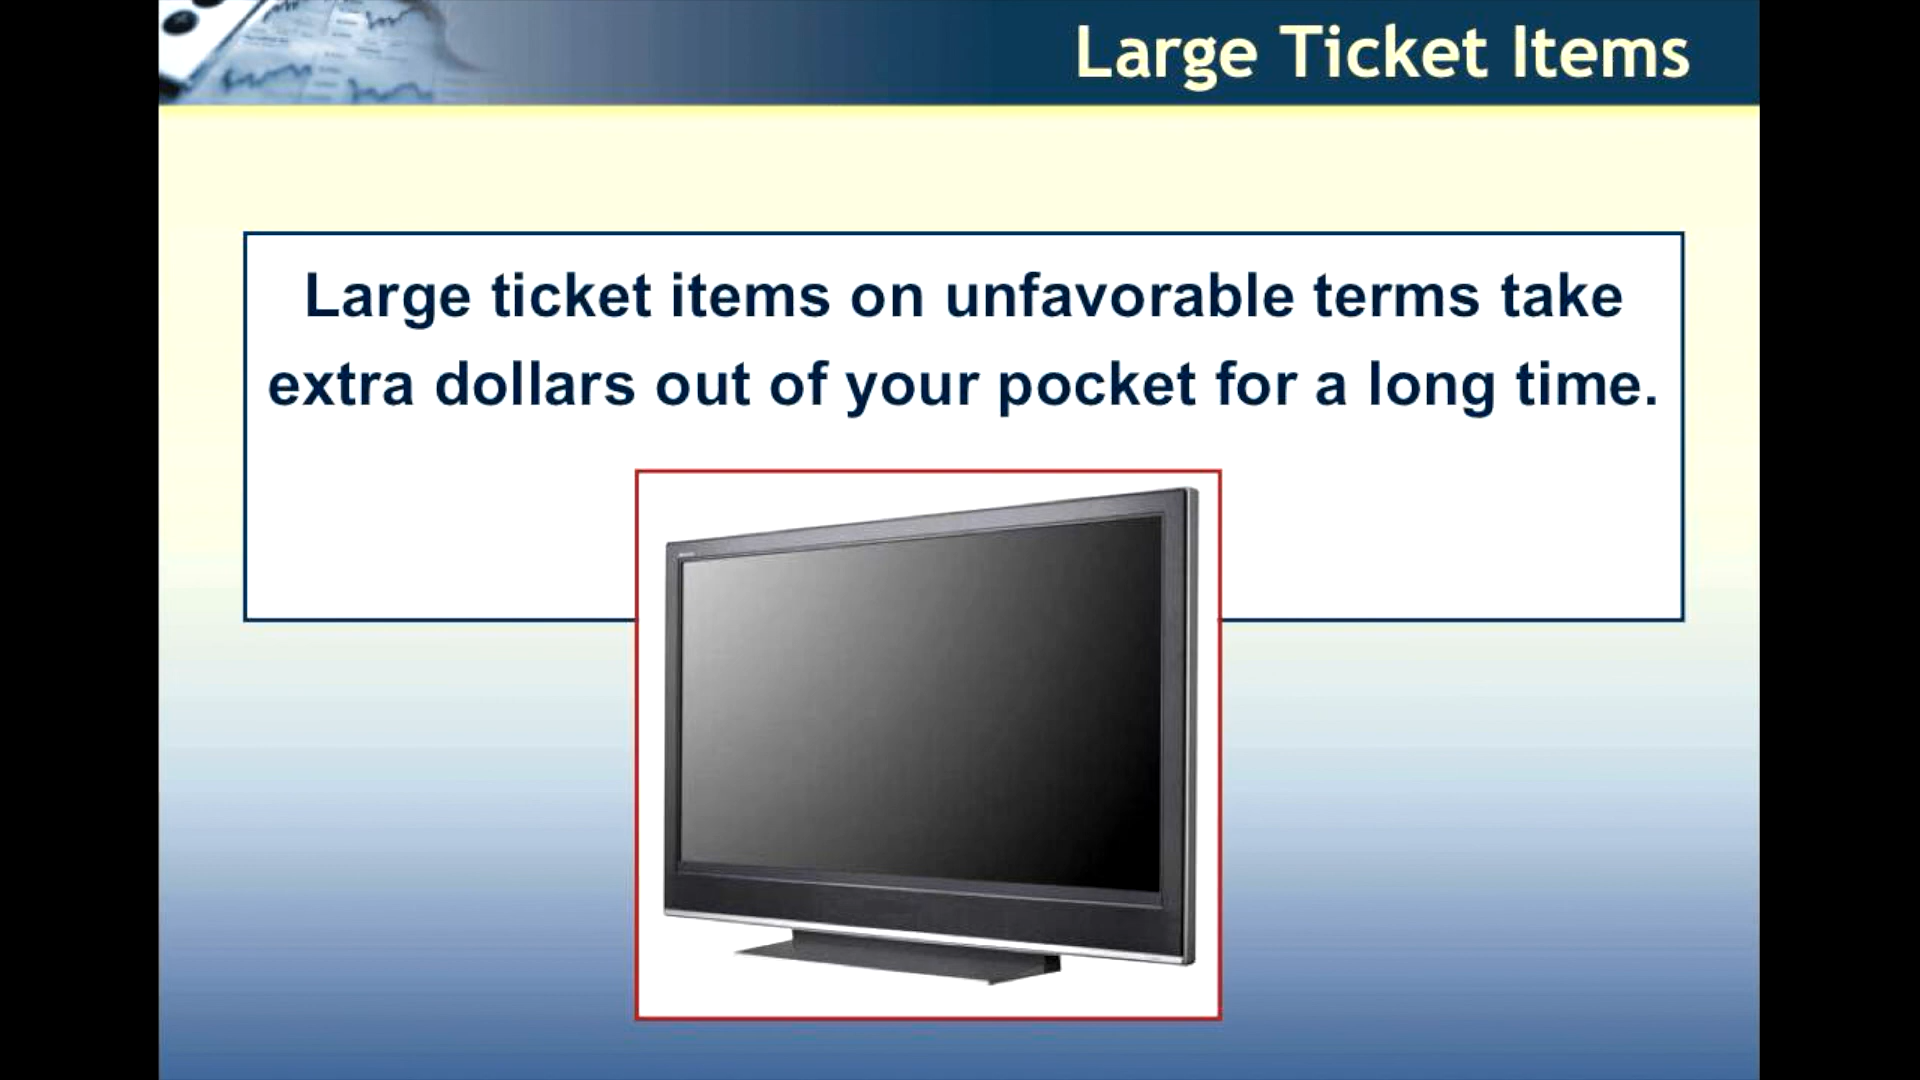 Large Ticket Items
Large ticket items on unfavorable terms take
extra dollars out of your pocket for a long time.